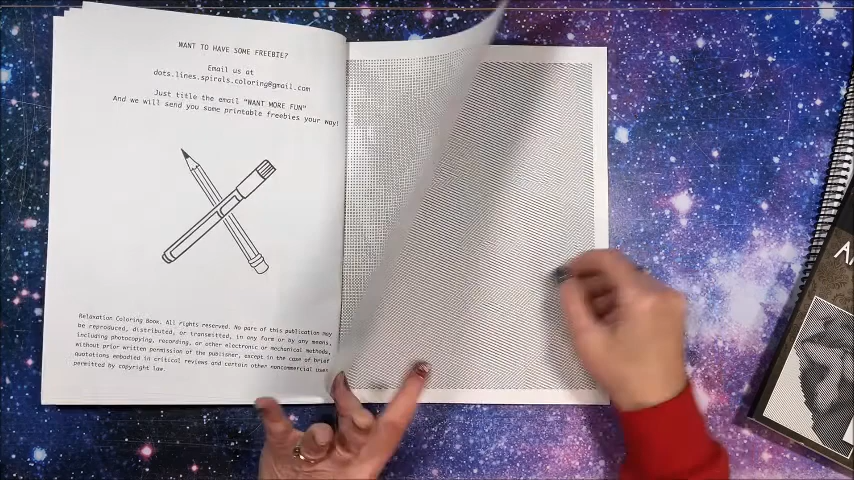 WANT TO HAVE SOME FREEBIE?
Email us at
dots.lines.spirals.coloring@gmail.com
Just title the email "WANT MORE FUN"
And we will send you some printable freebies your way!
Relaxation Coloring Book. All rights reserved. No part of this publication may
be reproduced, distributed, or transmitted, in any form or by any means,
including photocopying, recording, or other electronic or mechanical methods,
without prior written permission of the publisher, except in the case of brief
quotations embodied in critical reviews and certain other noncommercial uses
permitted by copyright law.